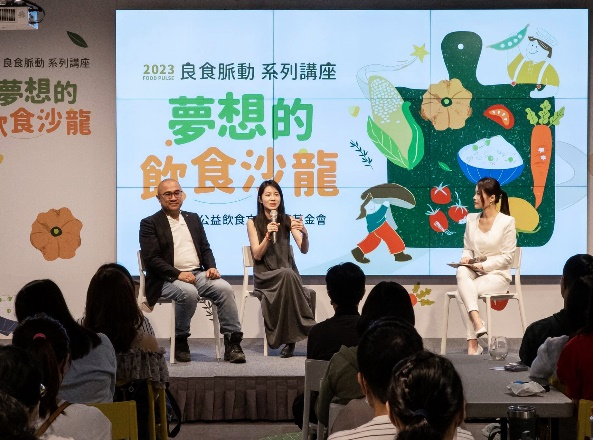 2023 良食脈動 系列講座
FOOD PULSE
夢想的
飲食沙龍
公益飲食文
基金會
良食脈動 系列講座
夢想的
飲食沙龍